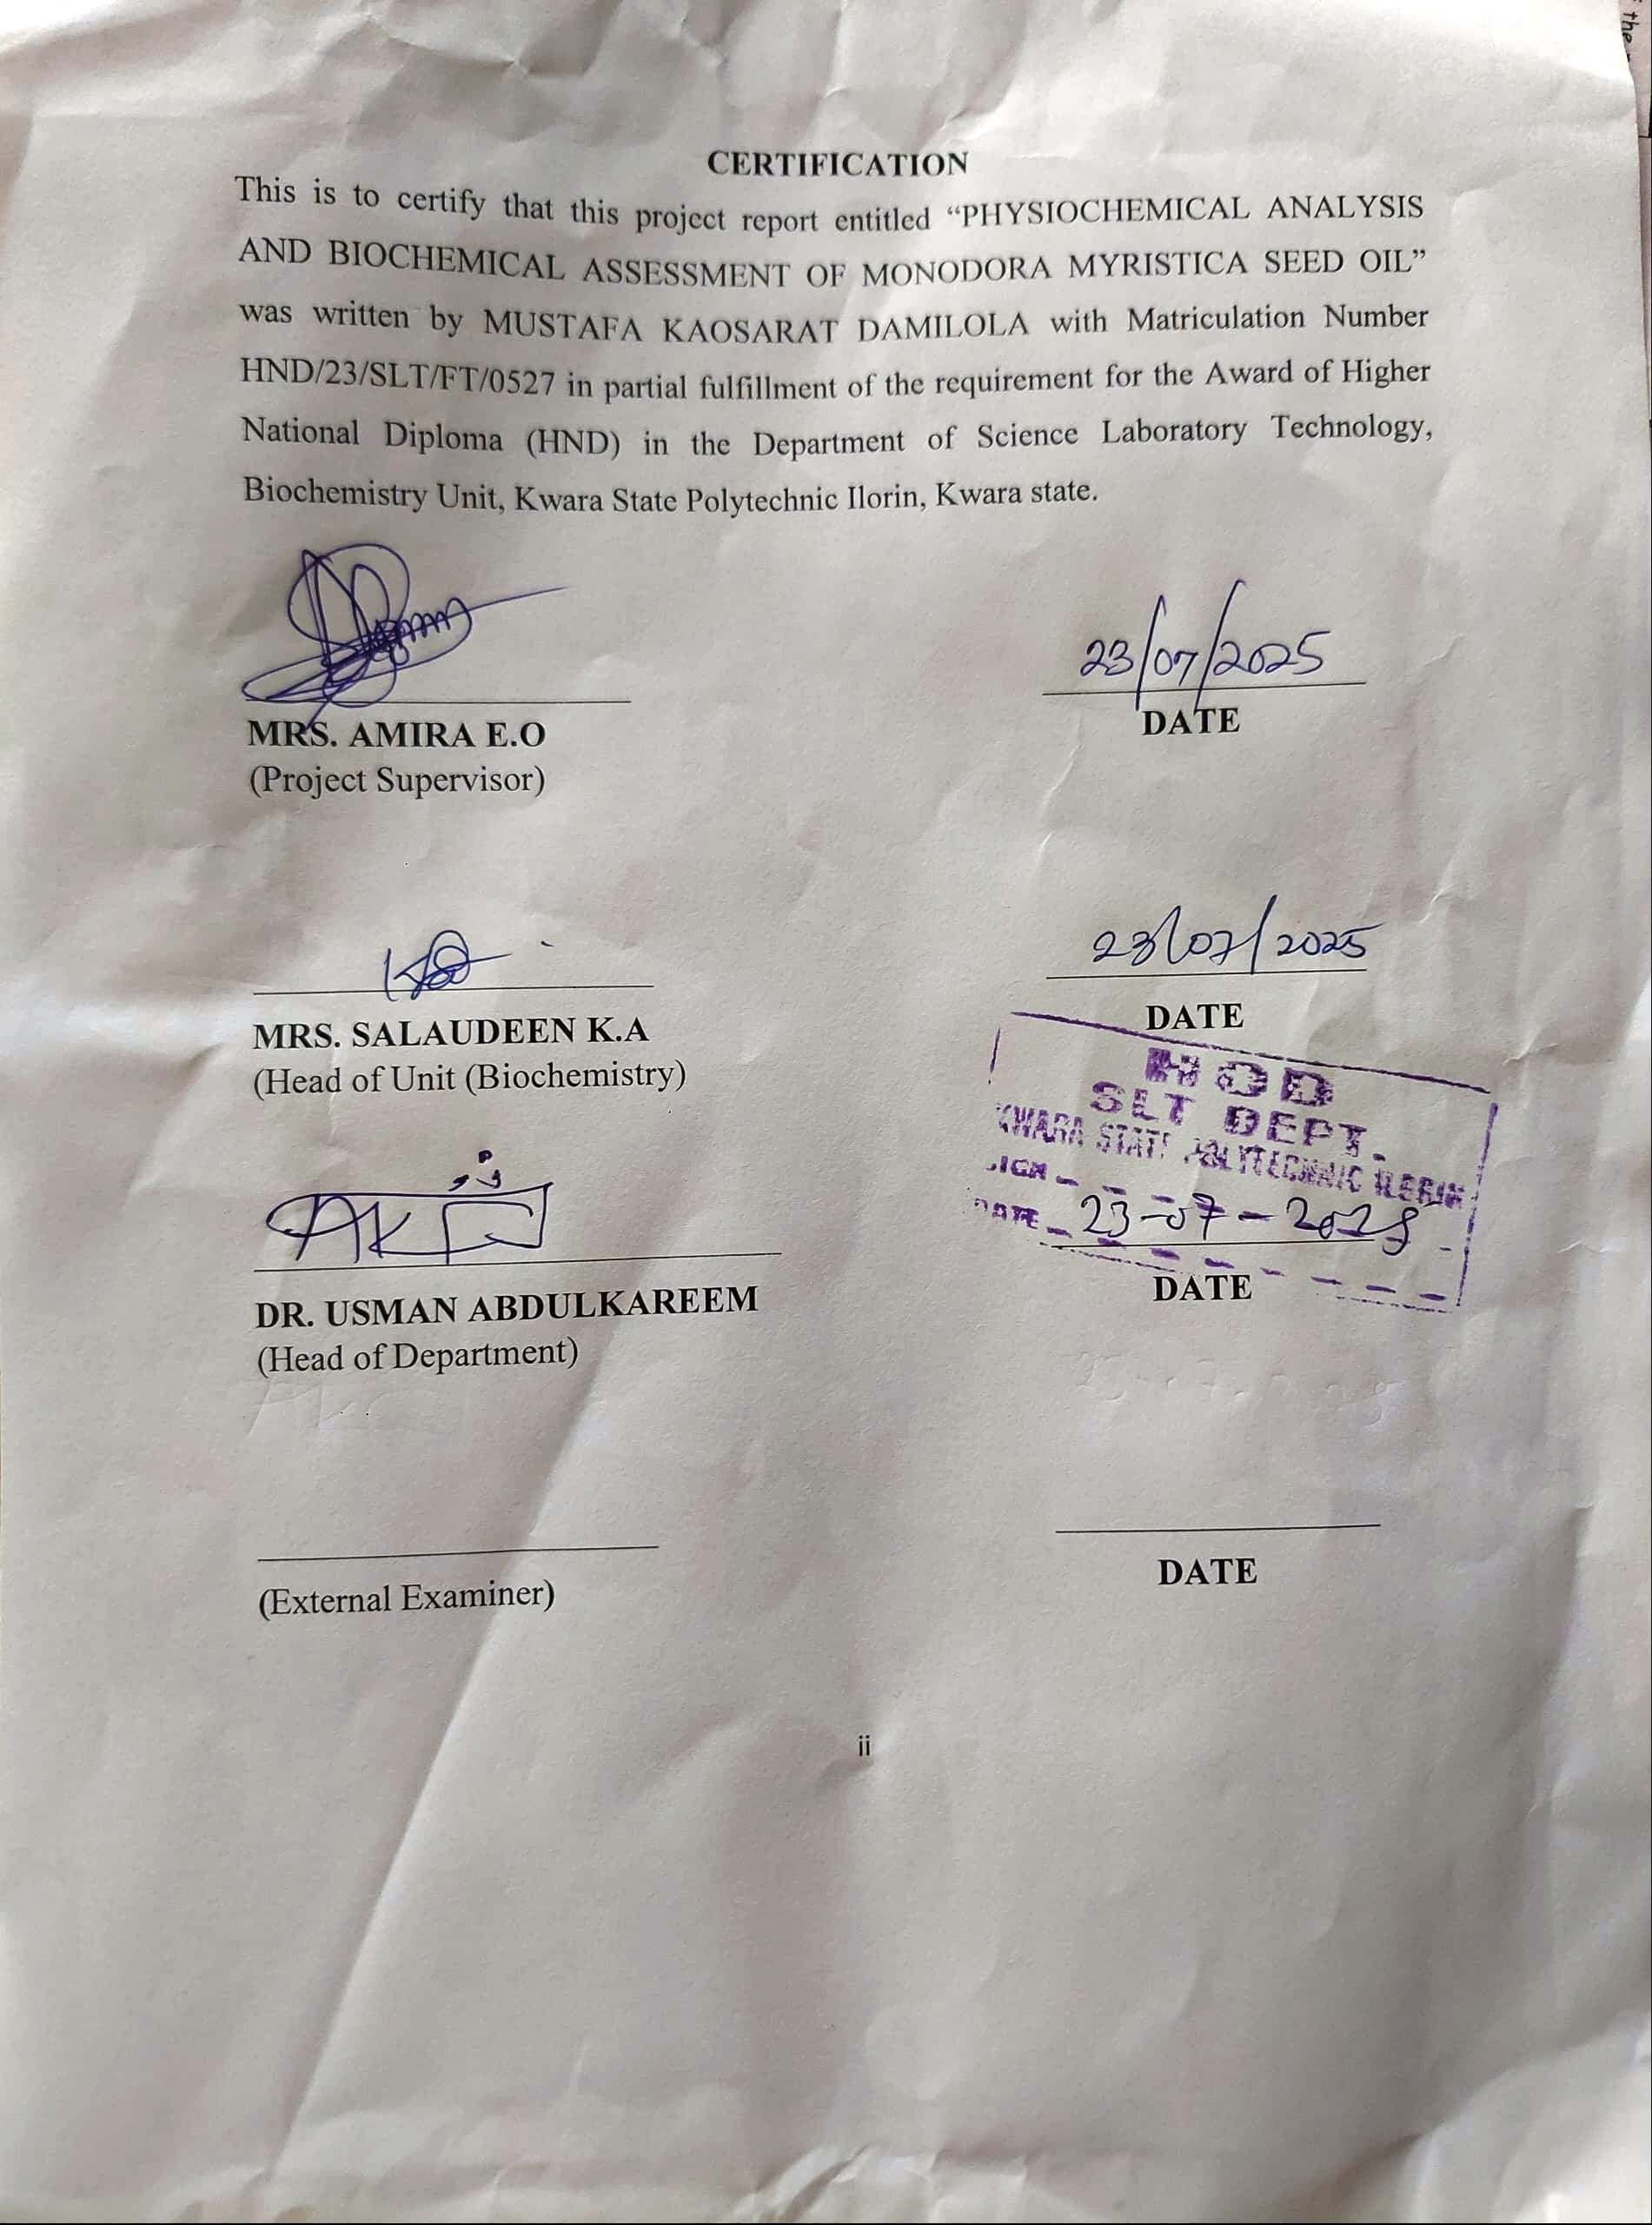 the
CERTIFICATION
This is to certify that this project report entitled “PHYSIOCHEMICAL ANALYSIS
AND BIOCHEMICAL ASSESSMENT OF MONODORA MYRISTICA SEED OIL”
was written by MUSTAFA KAOSARAT DAMILOLA with Matriculation Number
HND/23/SLT/FT/0527 in partial fulfillment of the requirement for the Award of Higher
National Diploma (HND) in the Department of Science Laboratory Technology,
Biochemistry Unit, Kwara State Polytechnic Ilorin, Kwara state.
23/07/2025
MRS. AMIRA E.O
DATE
(Project Supervisor)
23/07/2025
MRS. SALAUDEEN K.A
DATE
(Head of Unit (Biochemistry)
HOD
SLT DEPT.
KWARA STATE POLYTECHNIC ILORIN
SIGN
DATE 23-07-2025
DR. USMAN ABDULKAREEM
DATE
(Head of Department)
(External Examiner)
DATE
ii